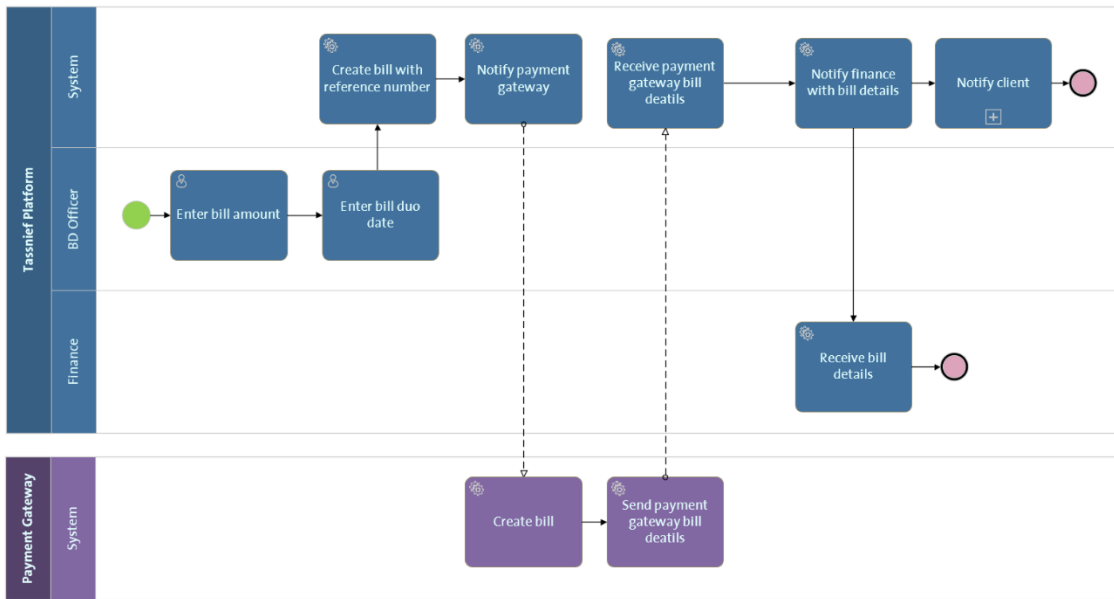 Tassnief Platform
System
Create bill with
reference number
Notify payment
gateway
Receive payment
gateway bill
deatils
Notify finance
with bill details
Notify client
BD Officer
Enter bill amount
Enter bill duo
date
Finance
Receive bill
details
Payment Gateway
System
Create bill
Send payment
gateway bill
deatils